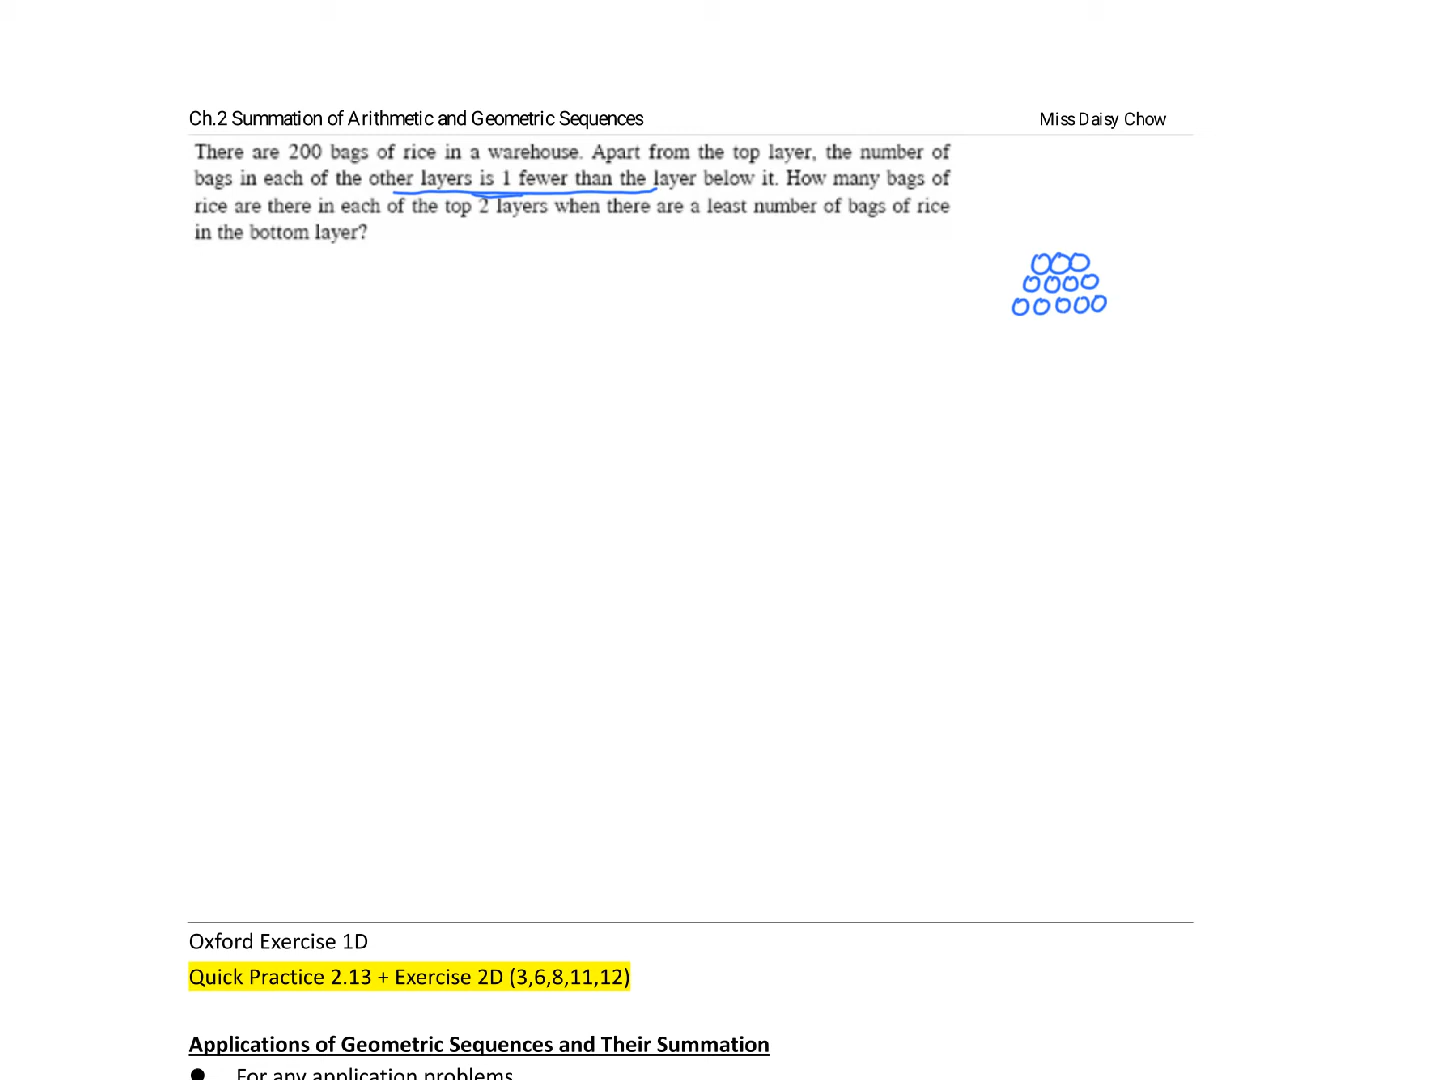 Ch.2 Summation of Arithmetic and Geometric Sequences
Miss Daisy Chow
There are 200 bags of rice in a warehouse. Apart from the top layer, the number of
bags in each of the other layers is 1 fewer than the layer below it. How many bags of
rice are there in each of the top 2 layers when there are a least number of bags of rice
in the bottom layer?
Oxford Exercise 1D
Quick Practice 2.13 + Exercise 2D (3,6,8,11,12)
Applications of Geometric Sequences and Their Summation
● For any application problems